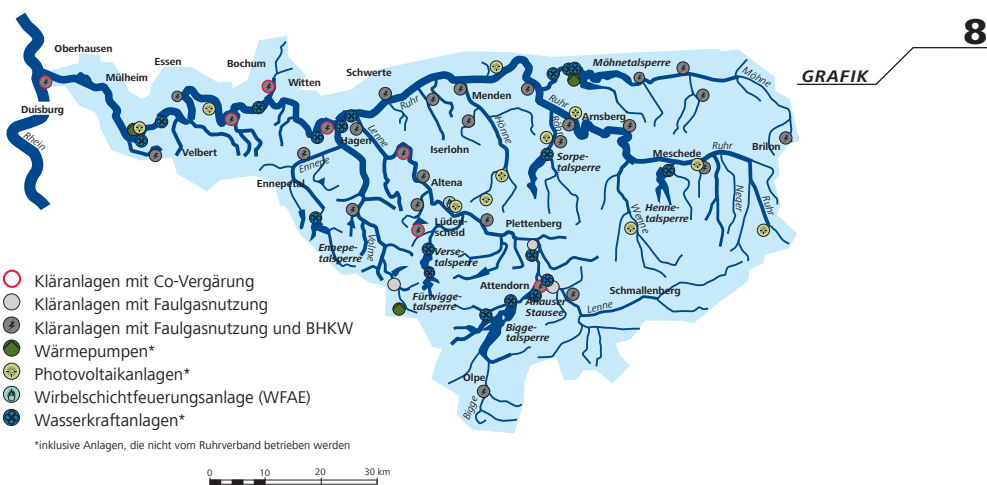 8
GRAFIK
Oberhausen
Essen
Bochum
Mülheim
Witten
Schwerte
Möhnetalsperre
Möhne
Duisburg
Rhein
Ruhr
Menden
Ruhr
Arnsberg
Röhr
Hönne
Lenne
Hagen
Velbert
Iserlohn
Brilon
Ruhr
Meschede
Sorpe-
talsperre
Ennepe
Ennepetal
Altena
Henne-
talsperre
Neger
Ruhr
Wenne
Lüden-
scheid
Plettenberg
Volme
Ennepe-
talsperre
Verse-
talsperre
Attendorn
Schmallenberg
Fürwigge-
talsperre
Ahauser
Stausee
Lenne
Bigge-
talsperre
Olpe
Bigge
Kläranlagen mit Co-Vergärung
Kläranlagen mit Faulgasnutzung
Kläranlagen mit Faulgasnutzung und BHKW
Wärmepumpen*
Photovoltaikanlagen*
Wirbelschichtfeuerungsanlage (WFAE)
Wasserkraftanlagen*
*inklusive Anlagen, die nicht vom Ruhrverband betrieben werden
0 10 20 30 km